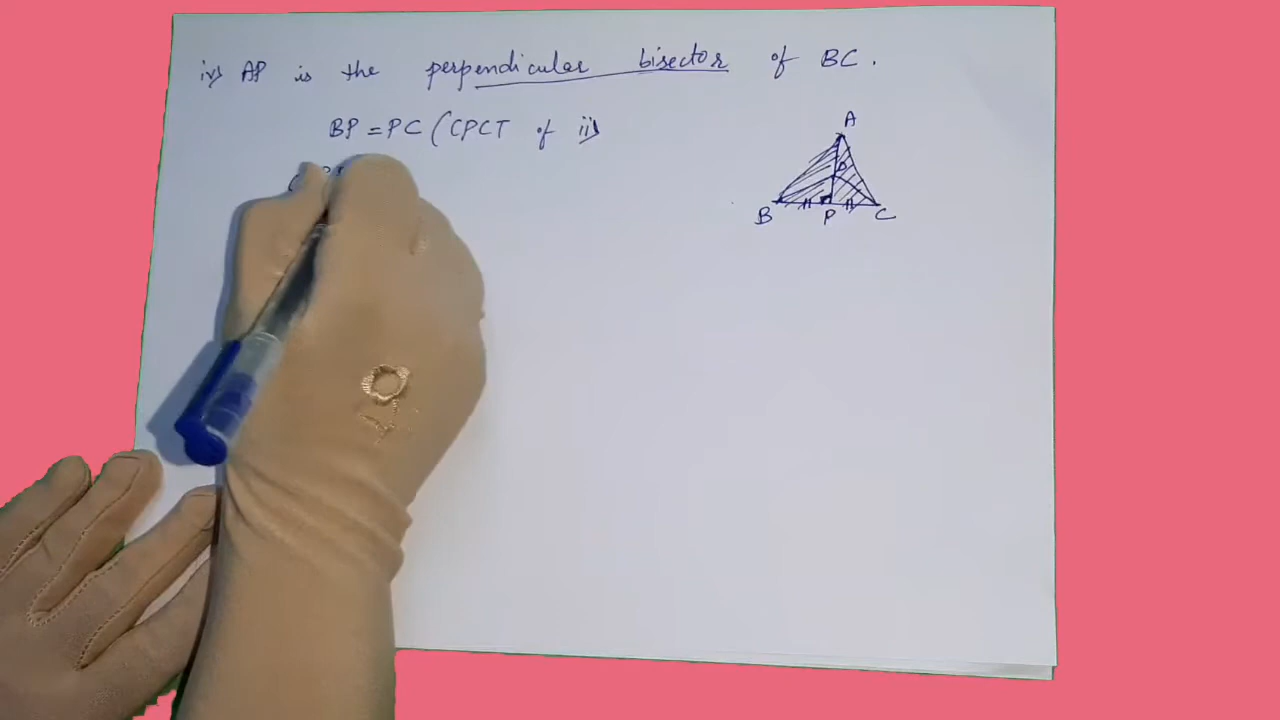 iv) AP is the perpendicular bisector of BC.
BP = PC (CPCT of ii)
A
B P C